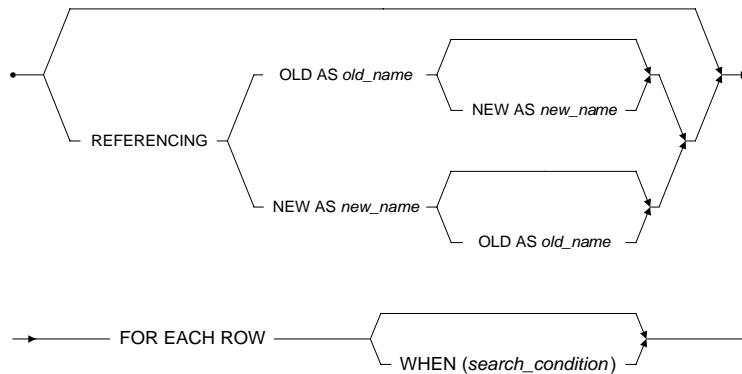 OLD AS old_name
NEW AS new_name
REFERENCING
NEW AS new_name
OLD AS old_name
FOR EACH ROW
WHEN (search_condition)